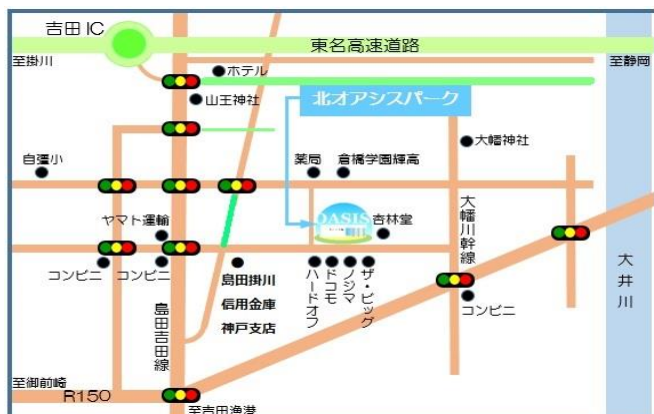 吉田IC
東名高速道路
至掛川
至静岡
ホテル
北オアシスパーク
山王神社
大幡神社
自彊小
薬局
倉橋学園輝高
OASIS
杏林堂
ヤマト運輸
大幡川幹線
大井川
コンビニ
コンビニ
島田掛川
信用金庫
神戸支店
ハードオフ
ドコモ
ノジマ
ザ・ビッグ
コンビニ
島田吉田線
至御前崎
R150
至吉田漁港